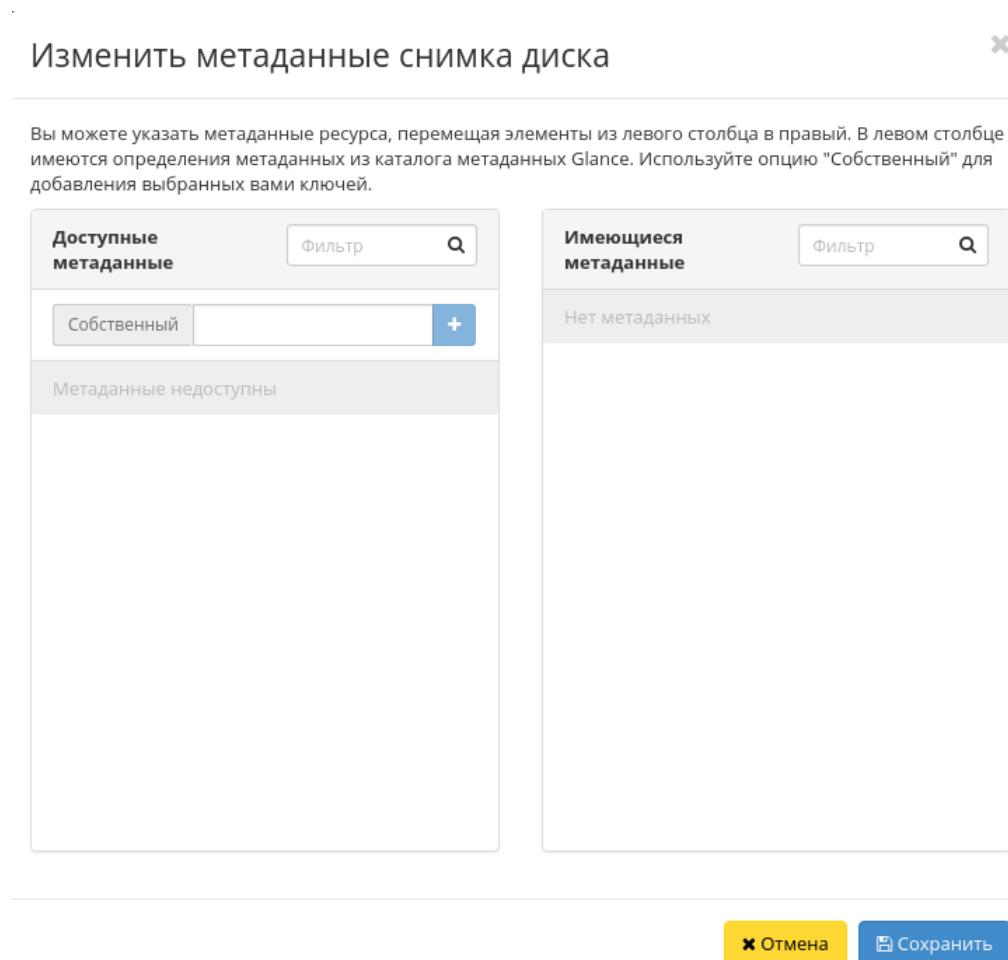 Изменить метаданные снимка диска
Вы можете указать метаданные ресурса, перемещая элементы из левого столбца в правый. В левом столбце
имеются определения метаданных из каталога метаданных Glance. Используйте опцию "Собственный" для
добавления выбранных вами ключей.
Доступные
метаданные
Фильтр
Собственный
Метаданные недоступны
Имеющиеся
метаданные
Фильтр
Нет метаданных
Отмена
Сохранить